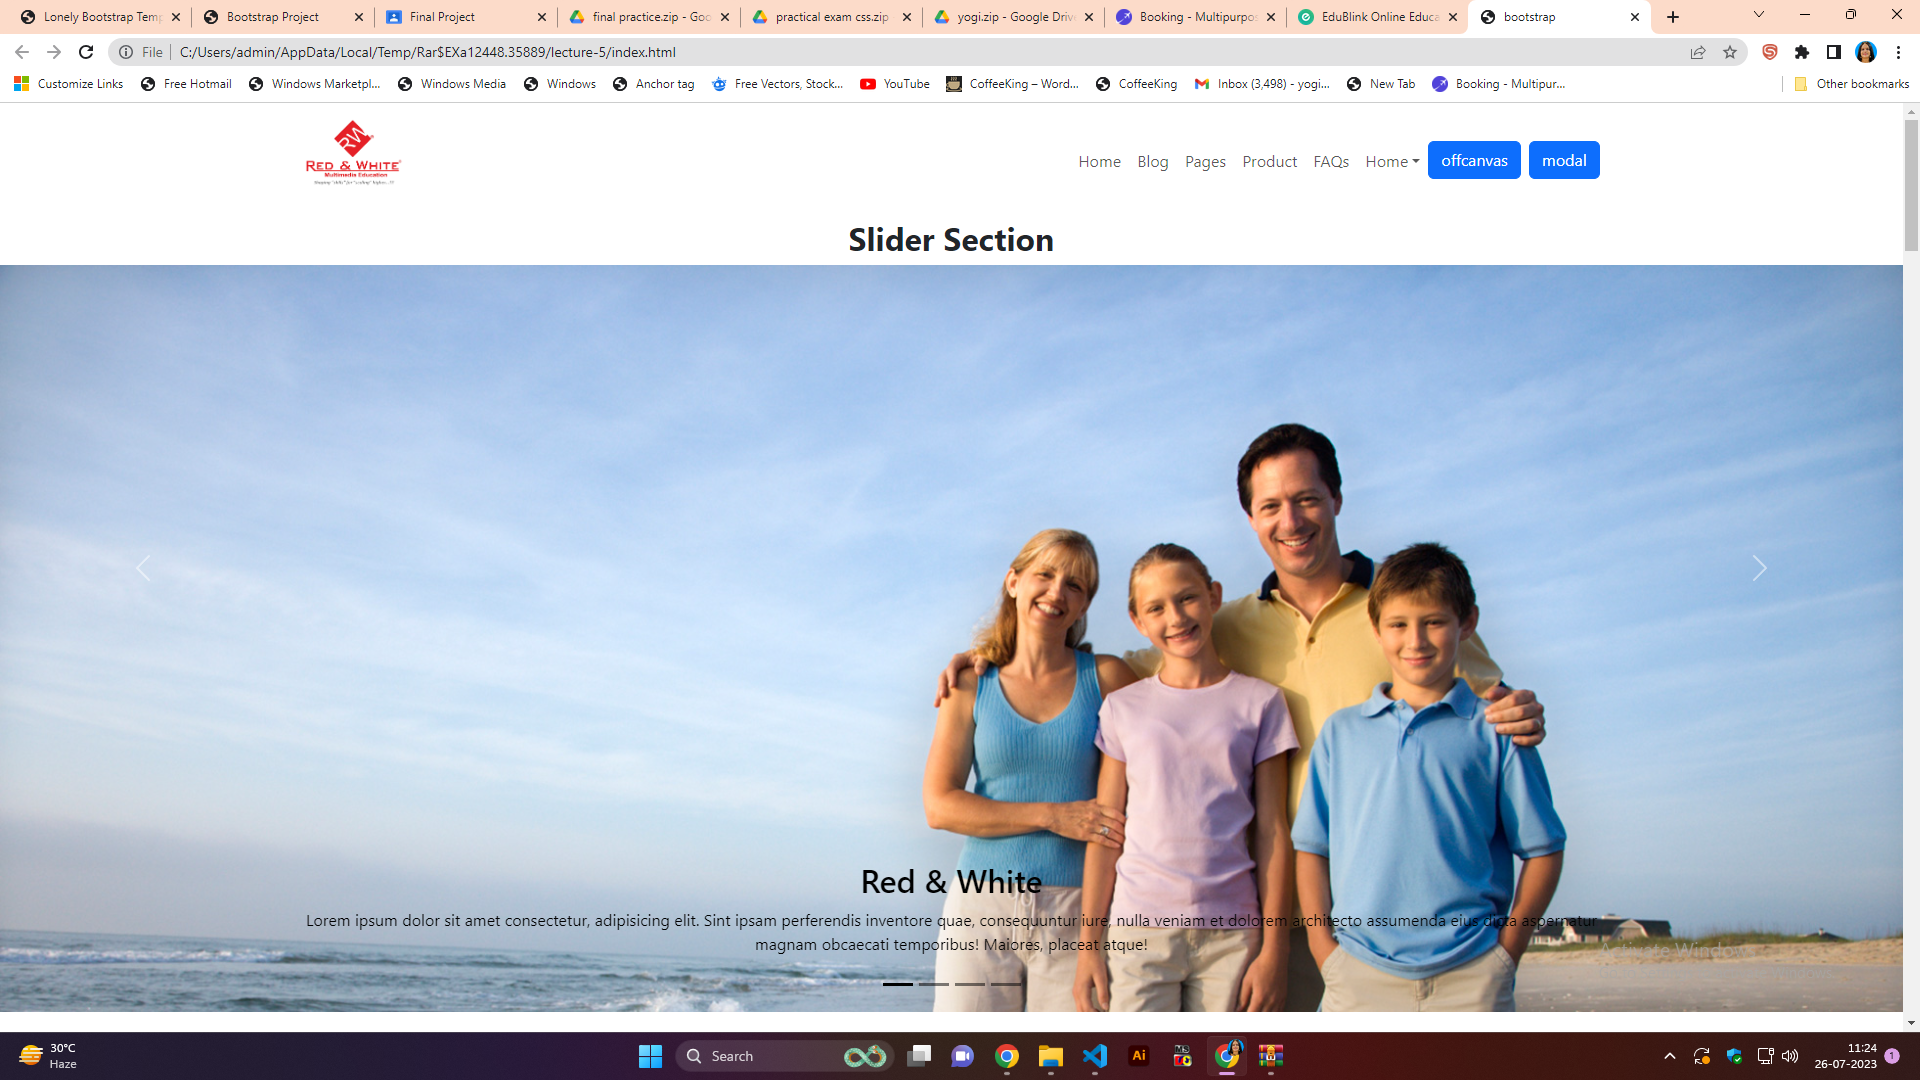 Lonely Bootstrap Temp
Bootstrap Project
Final Project
final practice.zip - Goo
practical exam css.zip
yogi.zip - Google Drive
Booking - Multipurpos
EduBlink Online Educa
bootstrap
File
C:/Users/admin/AppData/Local/Temp/Rar$EXa12448.35889/lecture-5/index.html
Customize Links
Free Hotmail
Windows Marketpl...
Windows Media
Windows
Anchor tag
Free Vectors, Stock...
YouTube
CoffeeKing – Word...
CoffeeKing
Inbox (3,498) - yogi...
New Tab
Booking - Multipur...
Other bookmarks
RW
RED & WHITE
Multimedia Education
Home
Blog
Pages
Product
FAQs
Home
offcanvas
modal
Slider Section
Red & White
Lorem ipsum dolor sit amet consectetur, adipisicing elit. Sint ipsam perferendis inventore quae, consequuntur iure, nulla veniam et dolorem architecto assumenda eius dicta aspernatur
magnam obcaecati temporibus! Maiores, placeat atque!
Activate Windows
30°C
Haze
Search
Ai
11:24
26-07-2023
1